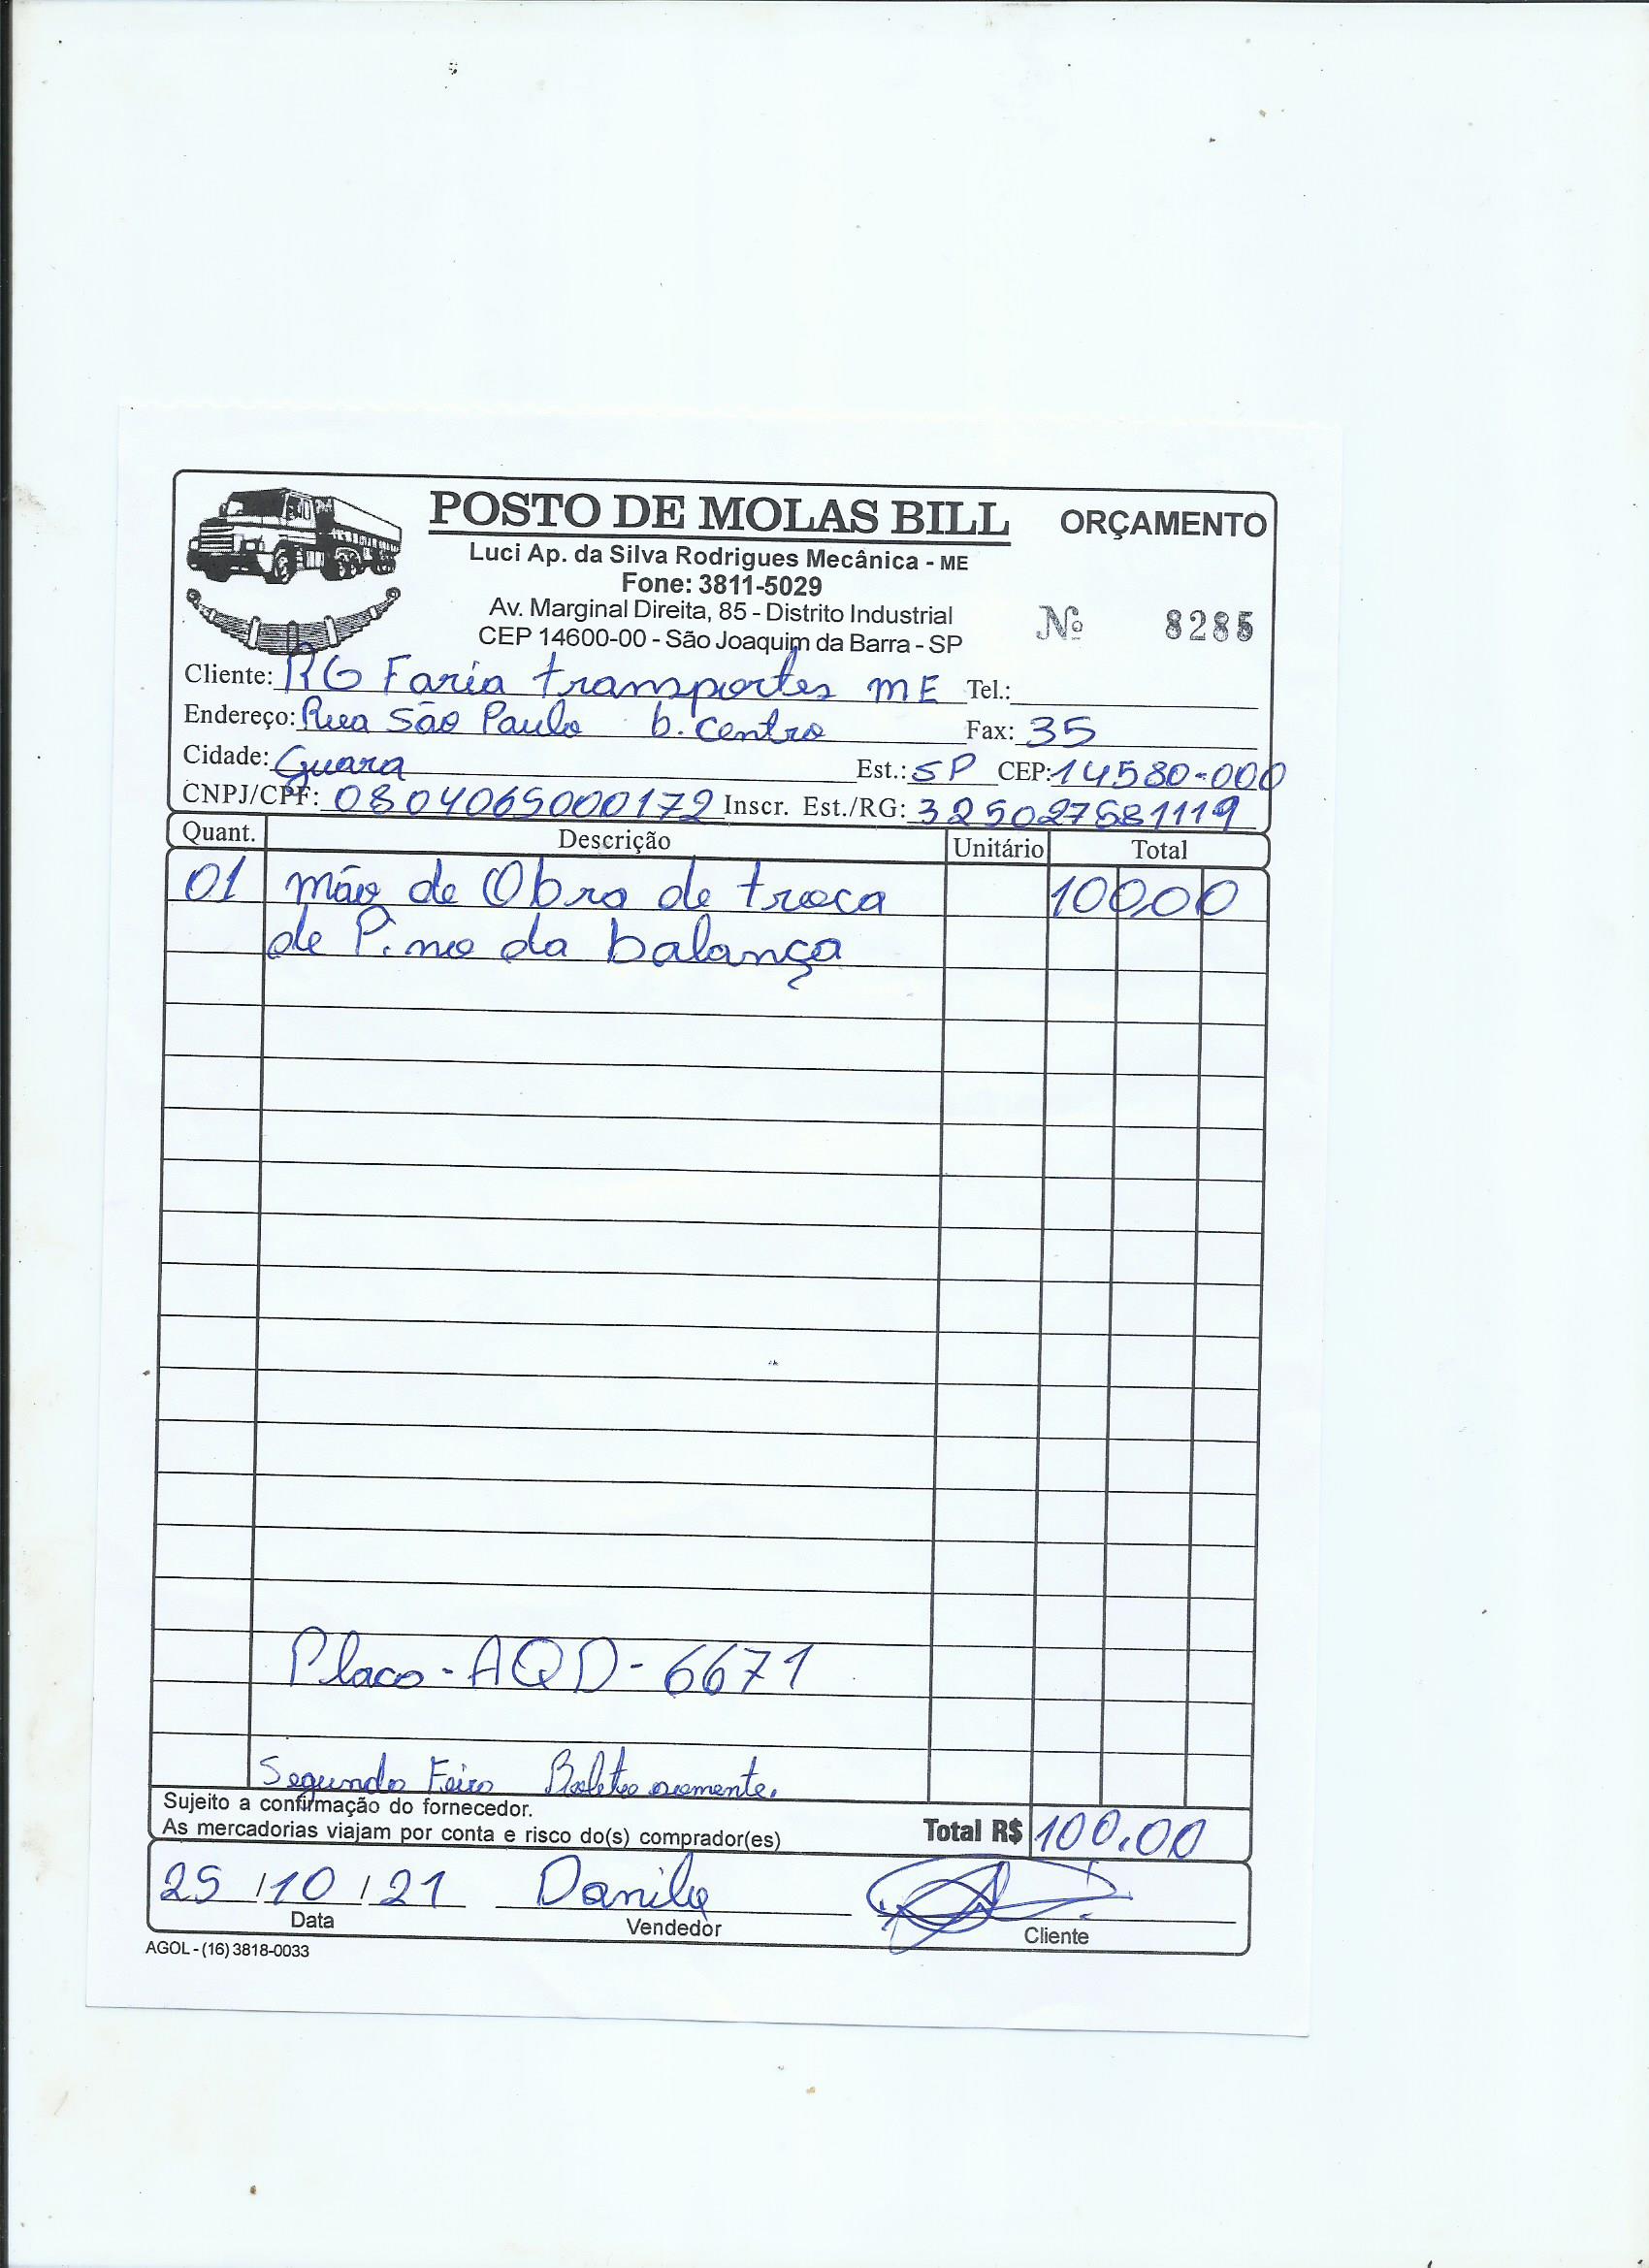 POSTO DE MOLAS BILL
ORÇAMENTO
Luci Ap. da Silva Rodrigues Mecânica - ME
Fone: 3811-5029
Av. Marginal Direita, 85 - Distrito Industrial
CEP 14600-00 - São Joaquim da Barra - SP
Nº 8285
Cliente: RG Faria transportes ME Tel.:
Endereço: Rua São Paulo b. centro Fax: 35
Cidade: Guara Est.: SP CEP: 14580-000
CNPJ/CPF: 0804065000172 Inscr. Est./RG: 325027581119
Quant. Descrição Unitário Total
01 mão de Obra de troca 100,00
de Pino da balança
Placa - AQD - 6671
Segunda Feira Boleto somente.
Sujeito a confirmação do fornecedor.
As mercadorias viajam por conta e risco do(s) comprador(es)
Total R$ 100,00
25 / 10 / 21 Danilo
Data Vendedor Cliente
AGOL - (16) 3818-0033